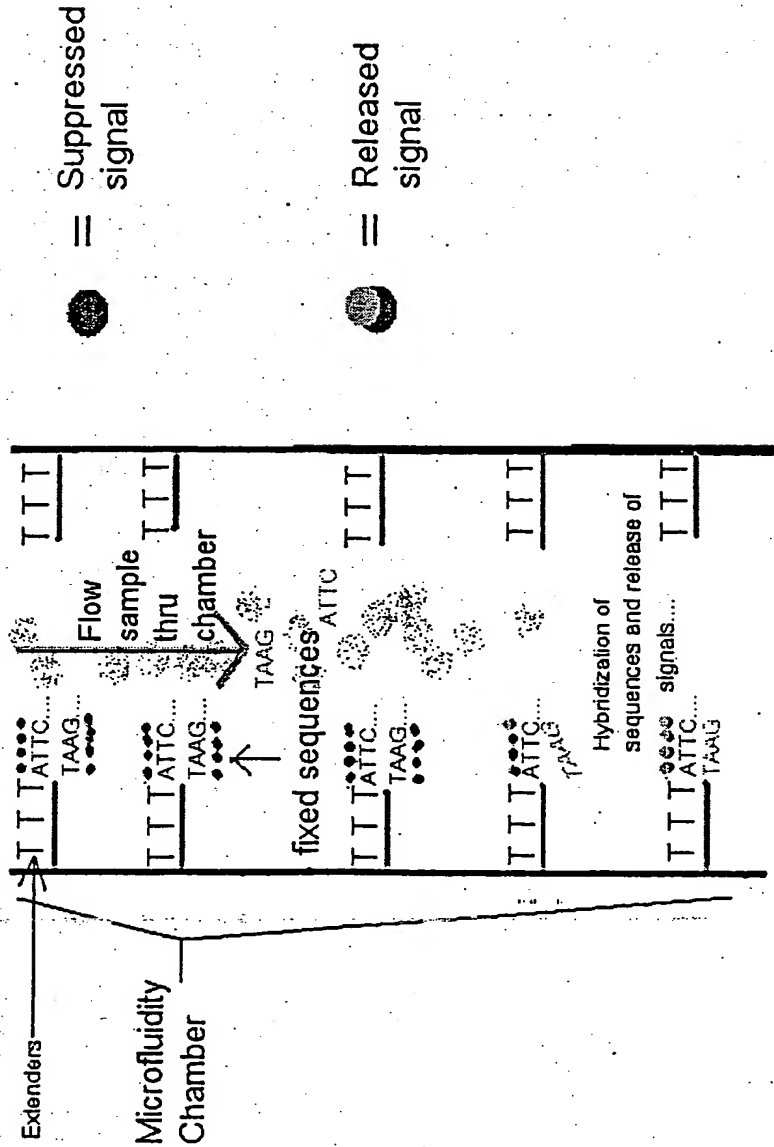 Extenders
T T T ATTC....
TAAG....
T T T
Microfluidity
Chamber
Flow
sample
thru
chamber
T T T ATTC....
TAAG....
T T T
fixed sequences
TAAG
ATTC
T T T ATTC....
TAAG....
T T T
T T T ATTC....
TAAG
T T T
Hybridization of
sequences and release of
signals....
T T T ATTC....
TAAG
T T T
= Suppressed
signal
= Released
signal